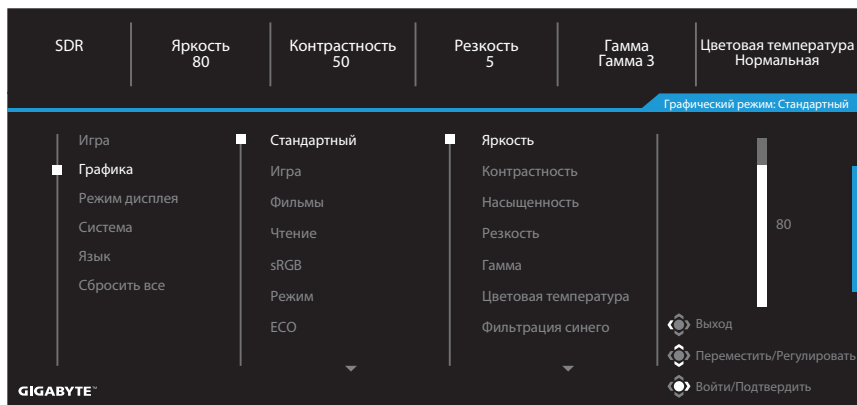 SDR
Яркость
80
Контрастность
50
Резкость
5
Гамма
Гамма 3
Цветовая температура
Нормальная
Графический режим: Стандартный
Игра
Графика
Режим дисплея
Система
Язык
Сбросить все
Стандартный
Игра
Фильмы
Чтение
sRGB
Режим
ECO
Яркость
Контрастность
Насыщенность
Резкость
Гамма
Цветовая температура
Фильтрация синего
80
Выход
Переместить/Регулировать
Войти/Подтвердить
GIGABYTE™